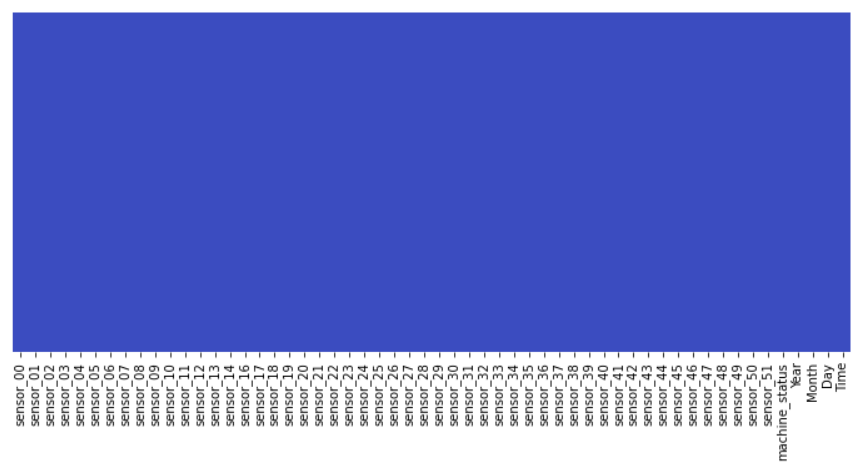 sensor_00
sensor_01
sensor_02
sensor_03
sensor_04
sensor_05
sensor_06
sensor_07
sensor_08
sensor_09
sensor_10
sensor_11
sensor_12
sensor_13
sensor_14
sensor_16
sensor_17
sensor_18
sensor_19
sensor_20
sensor_21
sensor_22
sensor_23
sensor_24
sensor_25
sensor_26
sensor_27
sensor_28
sensor_29
sensor_30
sensor_31
sensor_32
sensor_33
sensor_34
sensor_35
sensor_36
sensor_37
sensor_38
sensor_39
sensor_40
sensor_41
sensor_42
sensor_43
sensor_44
sensor_45
sensor_46
sensor_47
sensor_48
sensor_49
sensor_50
sensor_51
machine_status
Year
Month
Day
Time